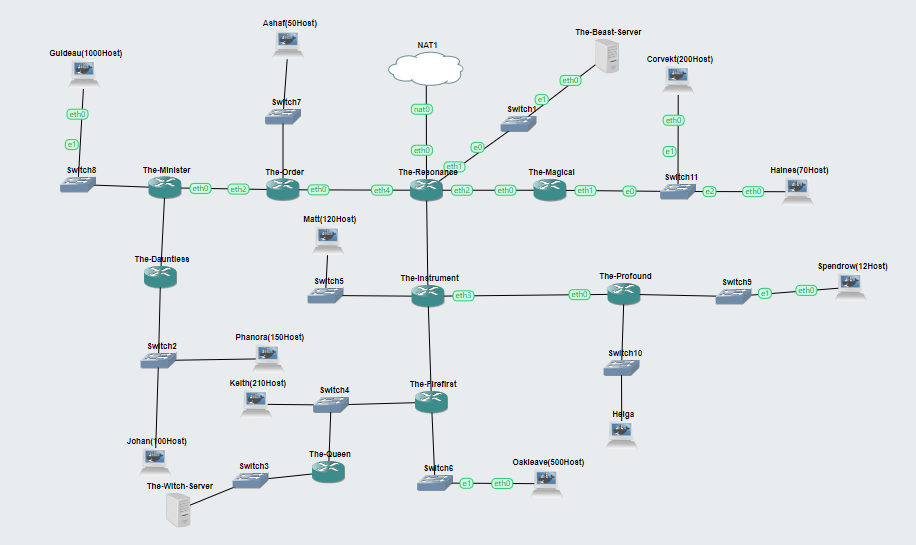 Ashaf(50Host)
The-Beast-Server
NAT1
Guideau(1000Host)
Corvekt(200Host)
eth0
e1
Switch7
Switch1
nat0
eth0
eth0
e1
e0
eth0
e1
eth0
eth1
Switch8
The-Minister
The-Order
The-Resonance
The-Magical
Switch11
Haines(70Host)
eth0
eth2
eth0
eth4
eth2
eth0
eth1
e0
e2
eth0
Matt(120Host)
The-Dauntless
Switch5
The-Instrument
The-Profound
Switch9
Spendrow(12Host)
eth3
eth0
e1
eth0
Switch2
Phanora(150Host)
Switch10
Keith(210Host)
Switch4
The-Firefirst
Helga
Johan(100Host)
Switch3
The-Queen
Switch6
Oakleave(500Host)
The-Witch-Server
e1
eth0